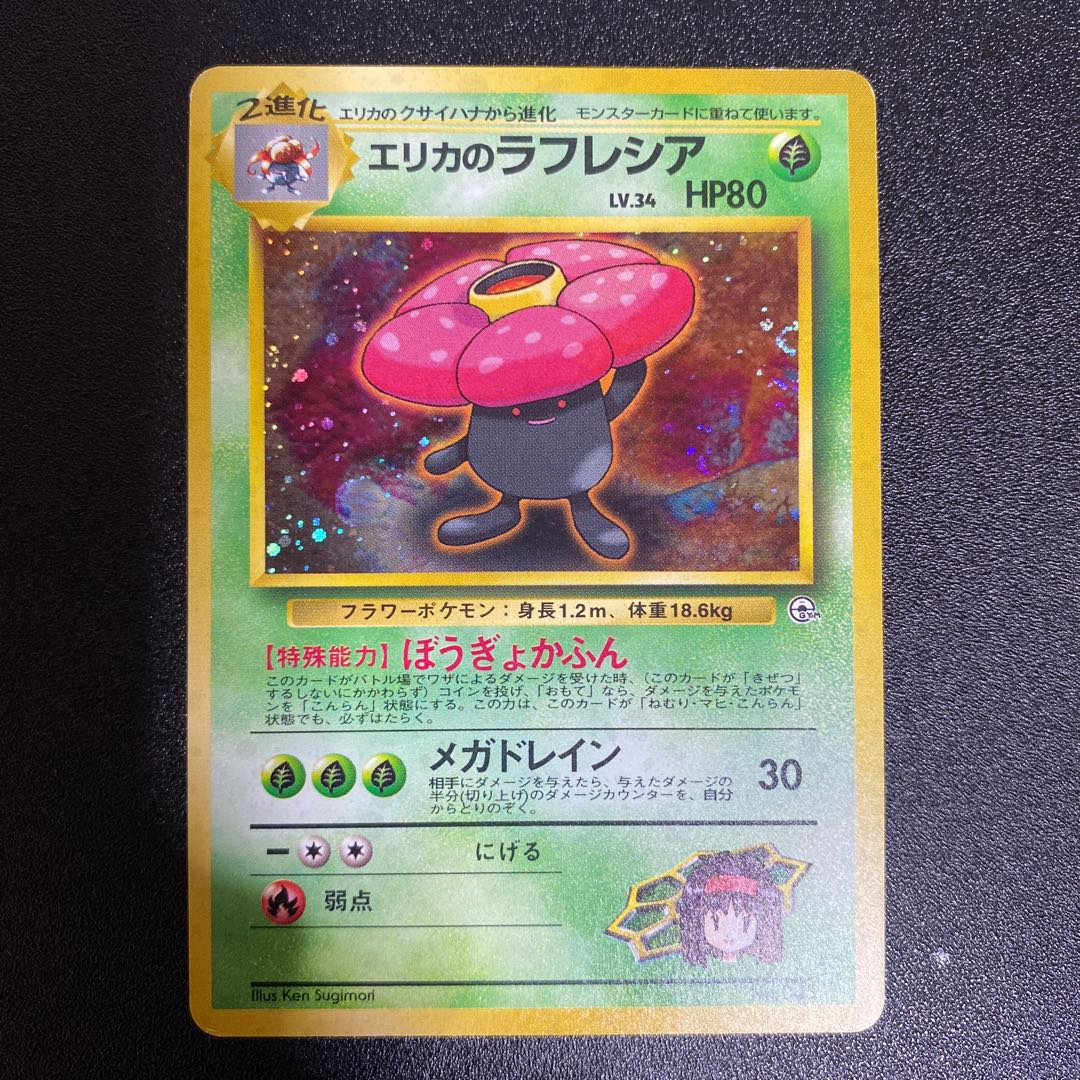 2進化
エリカのクサイハナから進化 モンスターカードに重ねて使います。
エリカのラフレシア
LV.34 HP80
フラワーポケモン：身長1.2m、体重18.6kg
GYM
【特殊能力】ぼうぎょかふん
このカードがバトル場でワザによるダメージを受けた時、（このカードが「きぜつ」
するしないにかかわらず）コインを投げ、「おもて」なら、ダメージを与えたポケモ
ンを「こんらん」状態にする。この力は、このカードが「ねむり・マヒ・こんらん」
状態でも、必ずはたらく。
メガドレイン 30
相手にダメージを与えたら、与えたダメージの
半分(切り上げ)のダメージカウンターを、自分
からとりのぞく。
ー にげる
弱点
Illus.Ken Sugimori